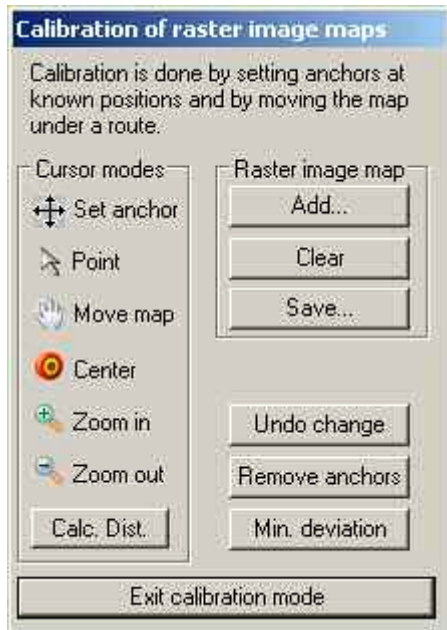 Calibration of raster image maps
Calibration is done by setting anchors at
known positions and by moving the map
under a route.
Cursor modes
Set anchor
Point
Move map
Center
Zoom in
Zoom out
Calc. Dist.
Raster image map
Add...
Clear
Save...
Undo change
Remove anchors
Min. deviation
Exit calibration mode